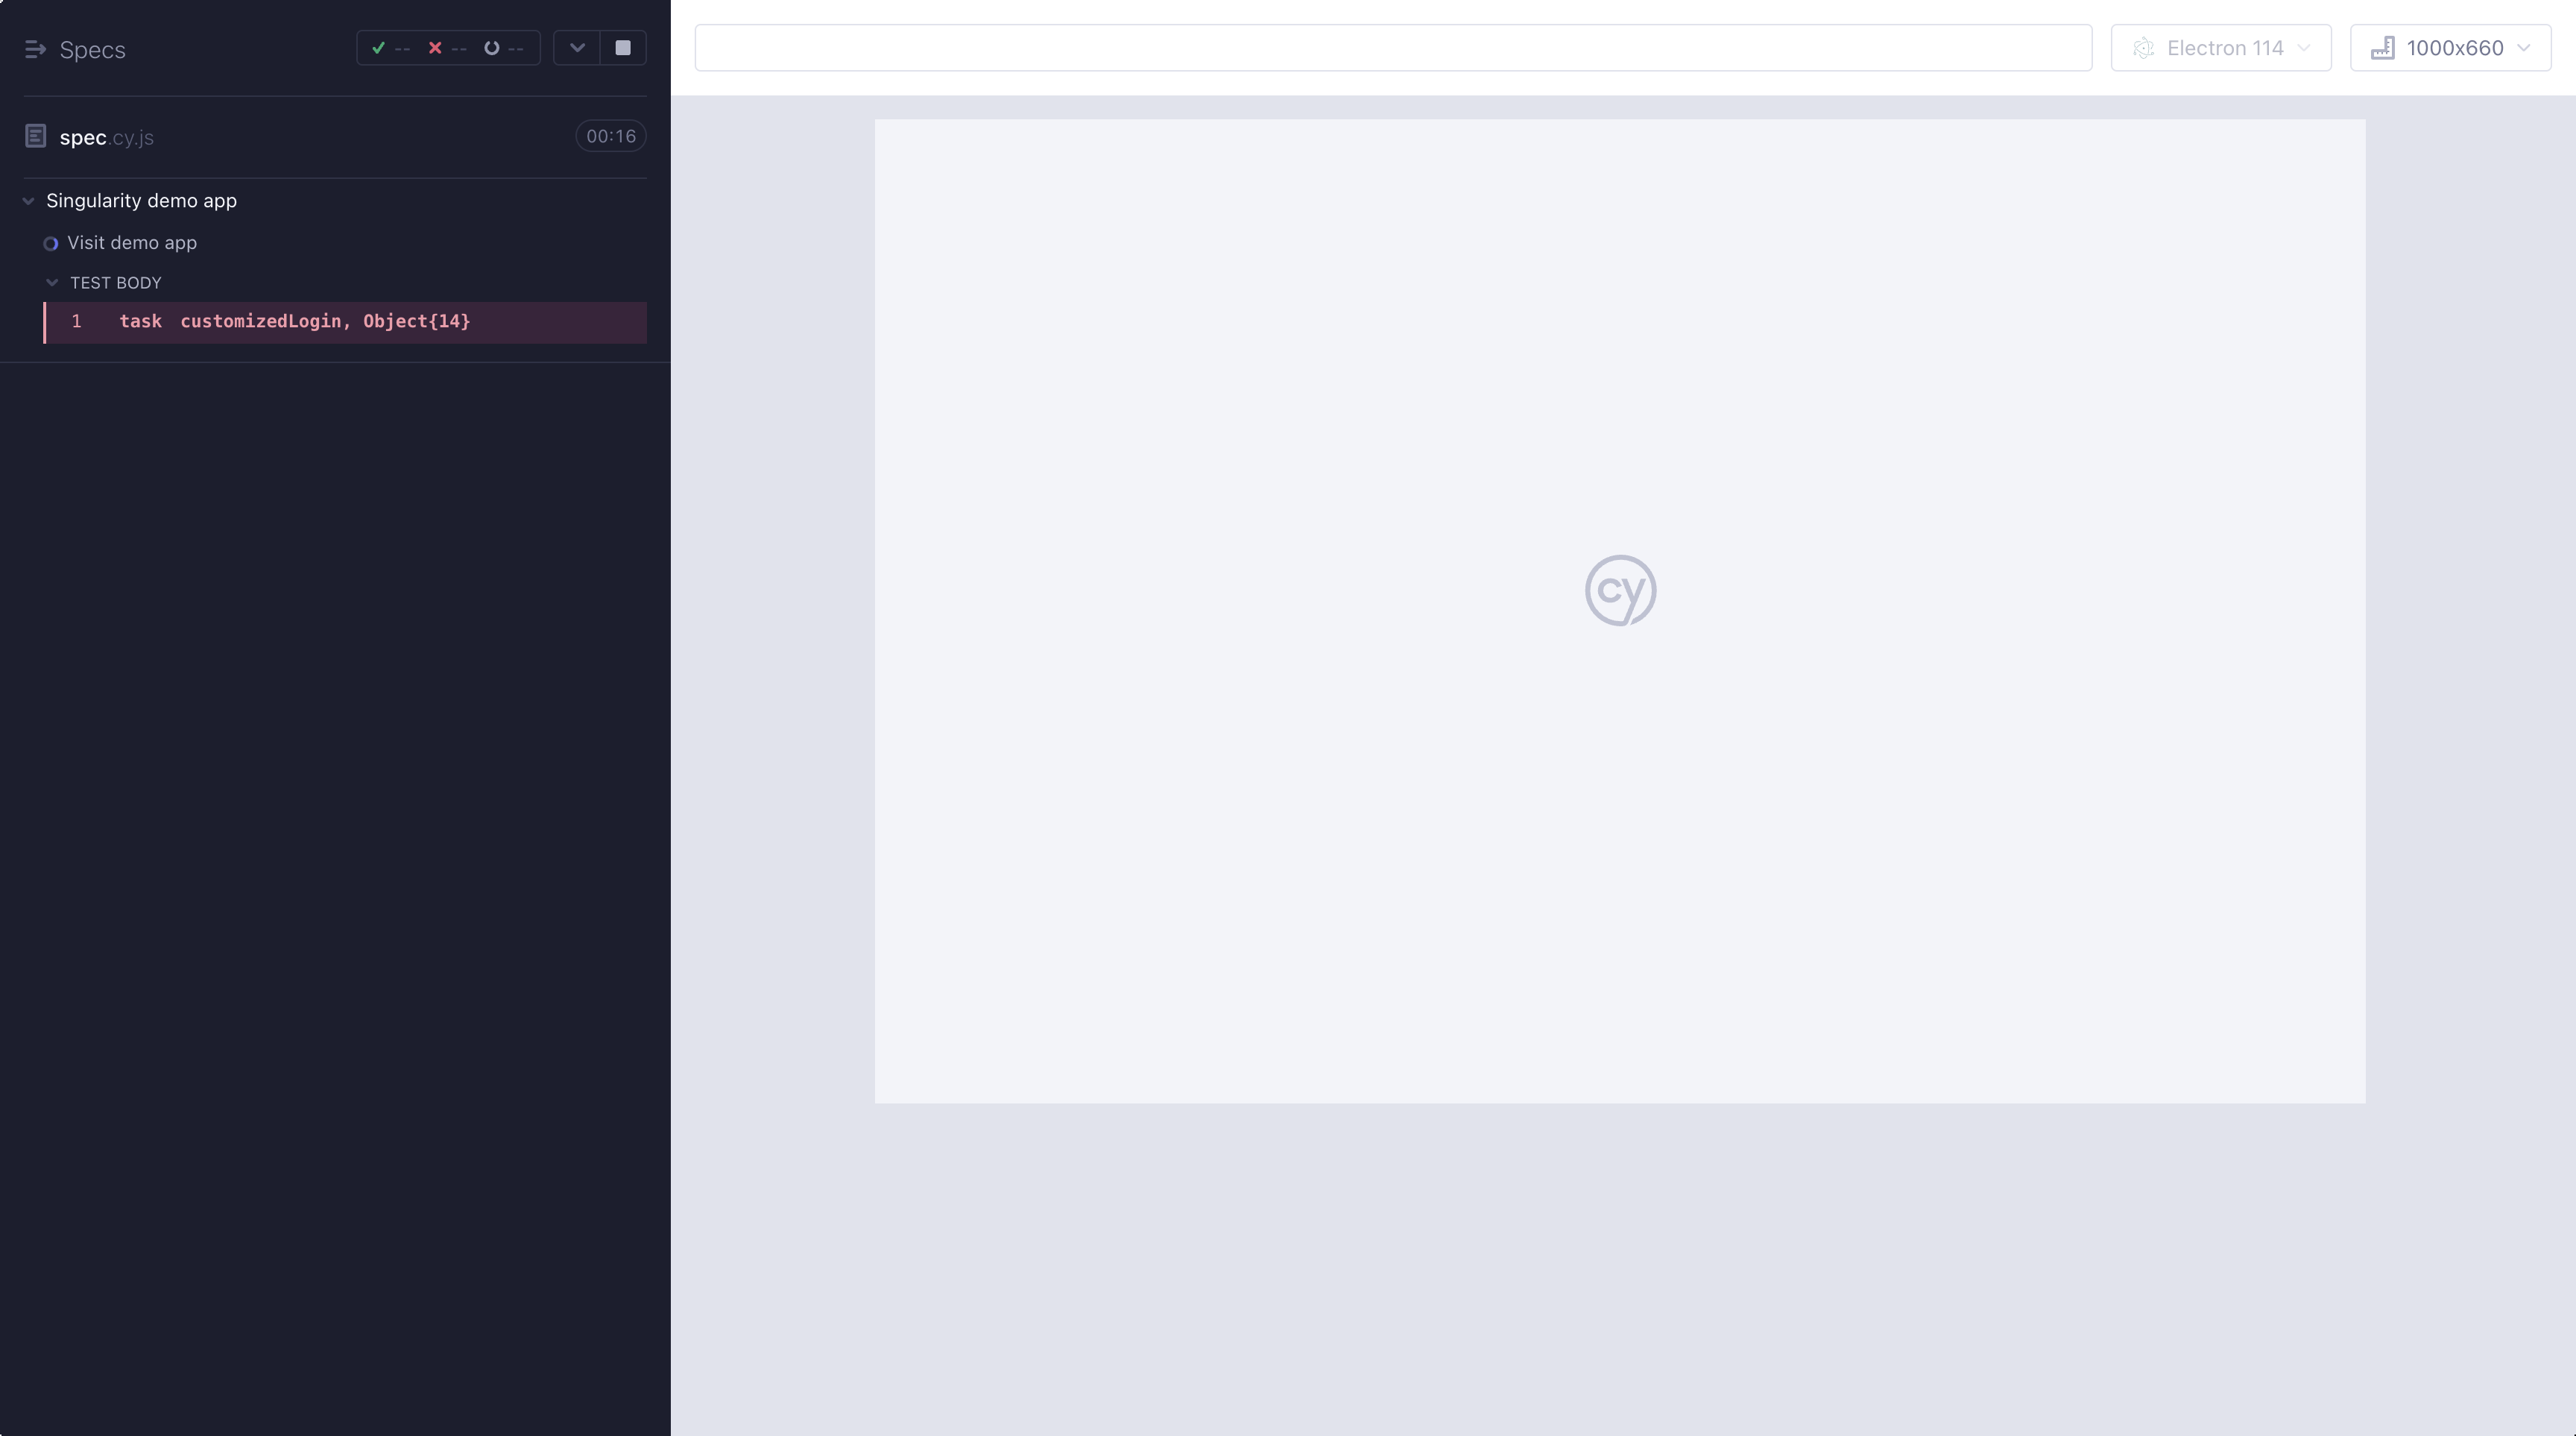 Specs
-- -- --
spec.cy.js
00:16
Singularity demo app
Visit demo app
TEST BODY
1 task customizedLogin, Object{14}
Electron 114
1000x660
cy